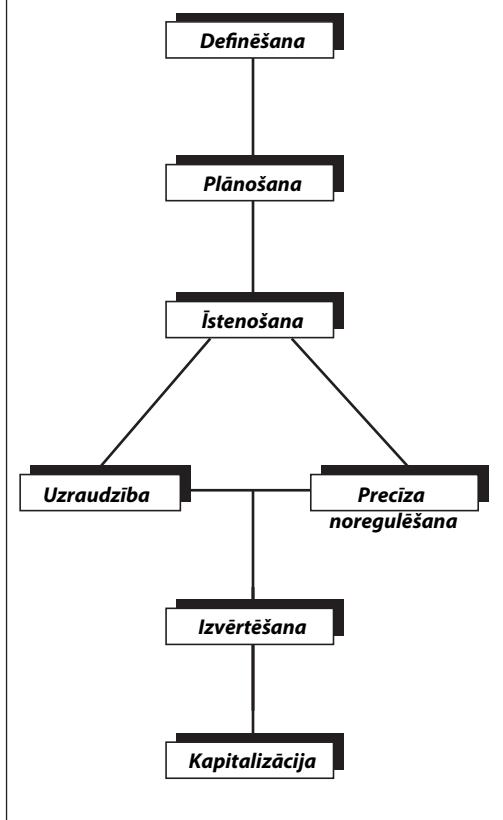 Definēšana
Plānošana
Īstenošana
Uzraudzība
Precīza
noregulēšana
Izvērtēšana
Kapitalizācija